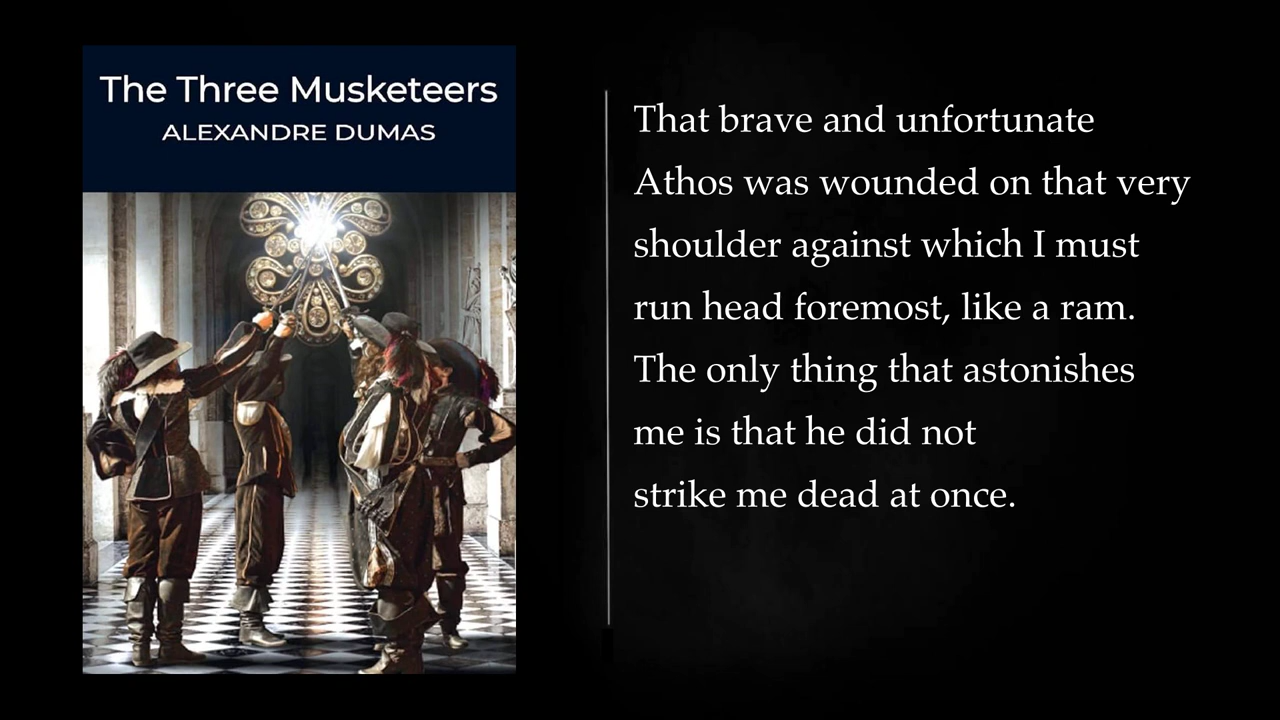 The Three Musketeers
ALEXANDRE DUMAS
That brave and unfortunate
Athos was wounded on that very
shoulder against which I must
run head foremost, like a ram.
The only thing that astonishes
me is that he did not
strike me dead at once.